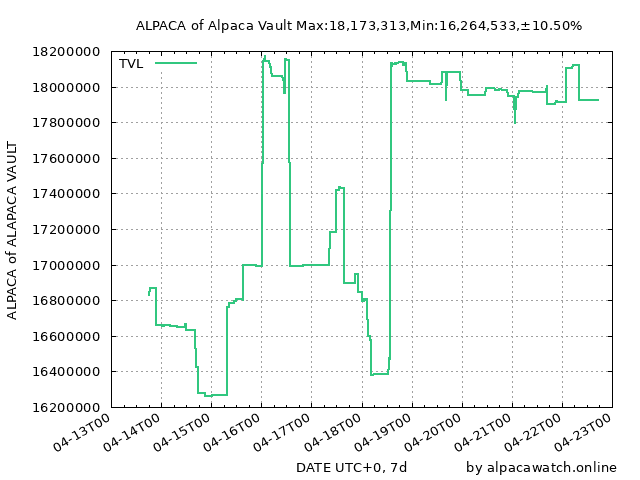 ALPACA of Alpaca Vault Max:18,173,313,Min:16,264,533,±10.50%
TVL
ALPACA of ALAPACA VAULT
18200000
18000000
17800000
17600000
17400000
17200000
17000000
16800000
16600000
16400000
16200000
04-13T00
04-14T00
04-15T00
04-16T00
04-17T00
04-18T00
04-19T00
04-20T00
04-21T00
04-22T00
04-23T00
DATE UTC+0, 7d
by alpacawatch.online